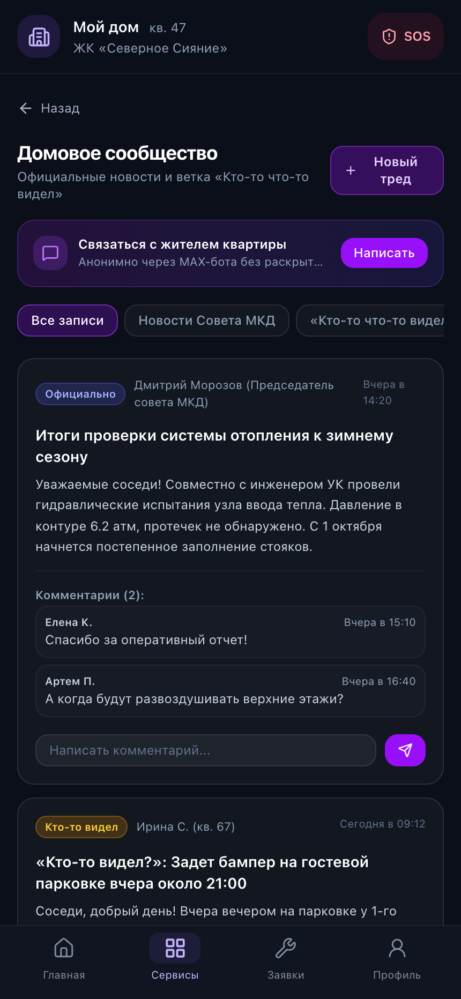 Мой дом кв. 47
ЖК «Северное Сияние»
SOS
Назад
Домовое сообщество
Официальные новости и ветка «Кто-то что-то
видел»
Новый
тред
Связаться с жителем квартиры
Анонимно через MAX-бота без раскрыт...
Написать
Все записи
Новости Совета МКД
«Кто-то что-то видел
Официально
Дмитрий Морозов (Председатель
совета МКД)
Вчера в
14:20
Итоги проверки системы отопления к зимнему
сезону
Уважаемые соседи! Совместно с инженером УК провели
гидравлические испытания узла ввода тепла. Давление в
контуре 6.2 атм, протечек не обнаружено. С 1 октября
начнется постепенное заполнение стояков.
Комментарии (2):
Елена К.
Вчера в 15:10
Спасибо за оперативный отчет!
Артем П.
Вчера в 16:40
А когда будут развоздушивать верхние этажи?
Написать комментарий...
Кто-то видел
Ирина С. (кв. 67)
Сегодня в 09:12
«Кто-то видел?»: Задет бампер на гостевой
парковке вчера около 21:00
Соседи, добрый день! Вчера вечером на парковке у 1-го
Главная
Сервисы
Заявки
Профиль